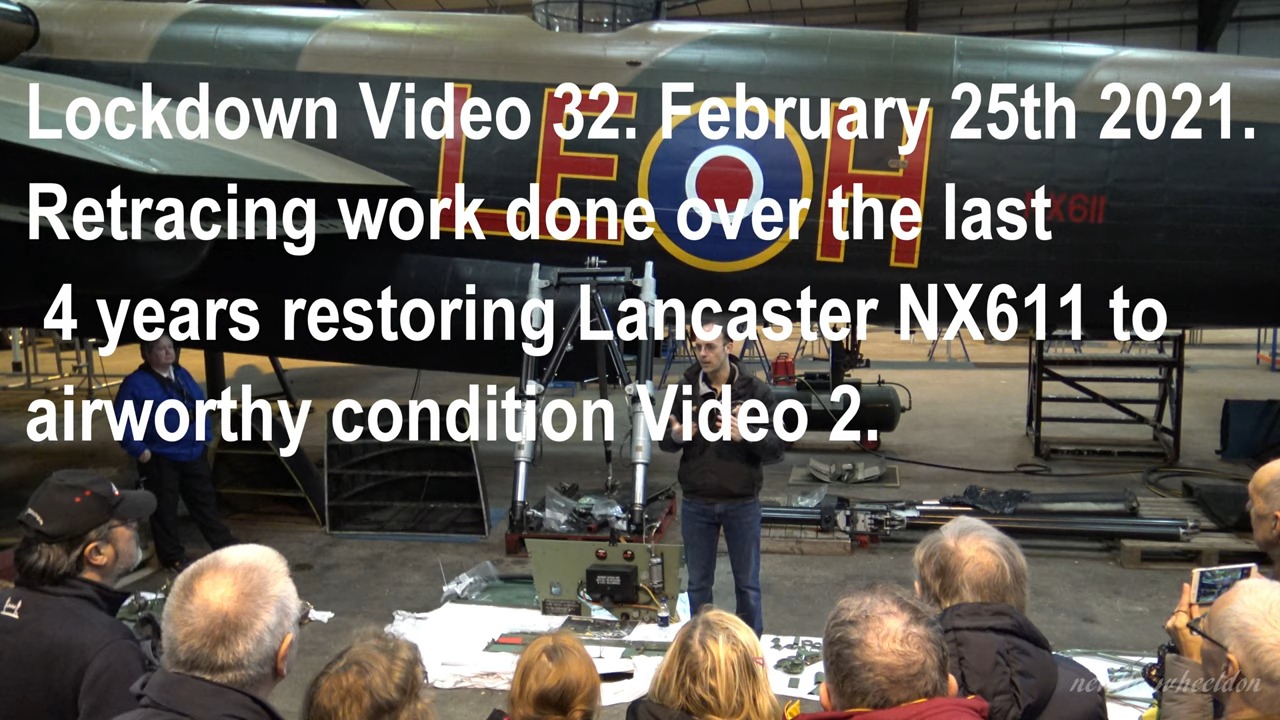 Lockdown Video 32. February 25th 2021.
Retracing work done over the last
4 years restoring Lancaster NX611 to
airworthy condition Video 2.
LE H
NX611
wheeldon